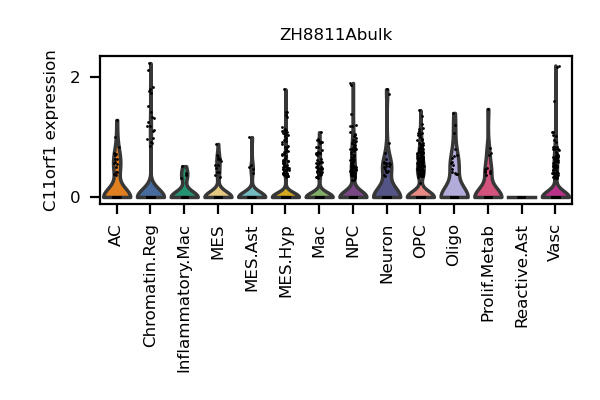 ZH8811Abulk
C11orf1 expression
2
0
AC
Chromatin.Reg
Inflammatory.Mac
MES
MES.Ast
MES.Hyp
Mac
NPC
Neuron
OPC
Oligo
Prolif.Metab
Reactive.Ast
Vasc